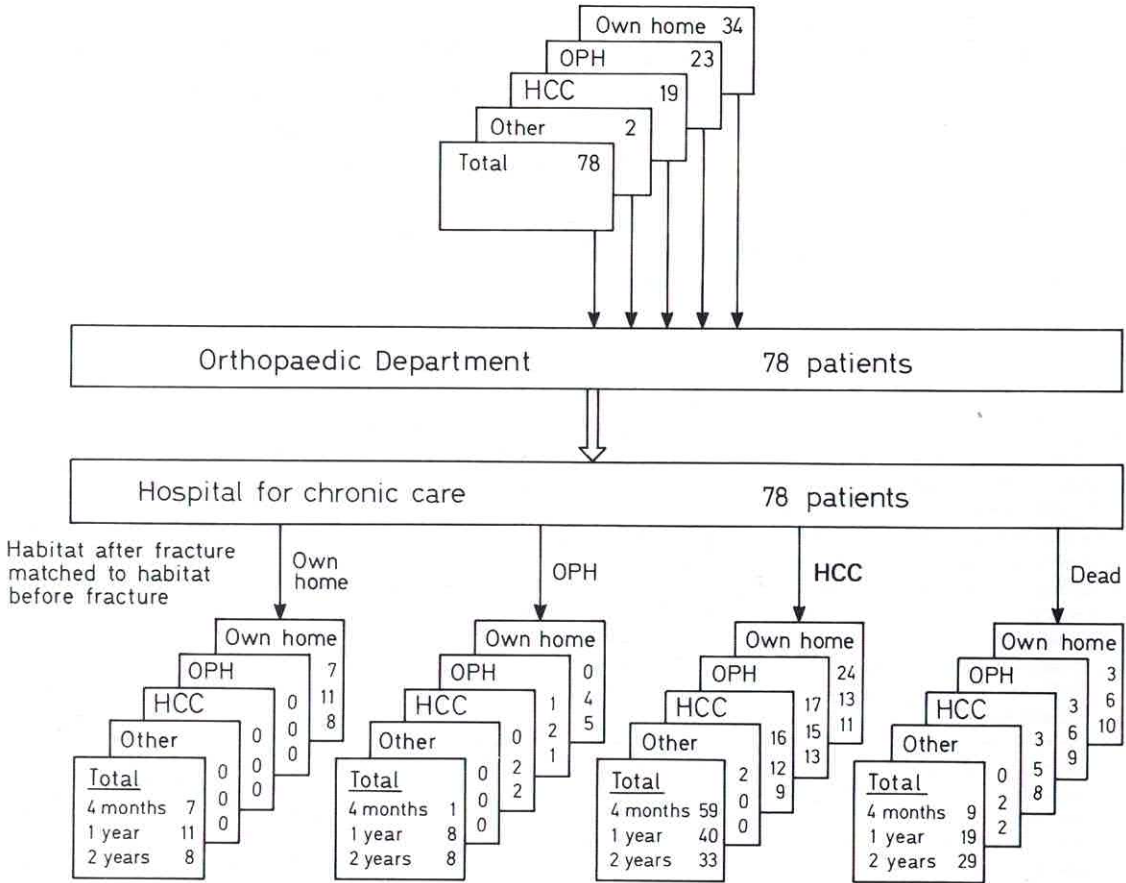 Own home 34
OPH 23
HCC 19
Other 2
Total 78
Orthopaedic Department 78 patients
Hospital for chronic care 78 patients
Habitat after fracture
matched to habitat
before fracture
Own
home
OPH
HCC
Dead
Own home
7
11
8
OPH
0
0
0
HCC
0
0
0
Other
0
0
0
Total
4 months 7
1 year 11
2 years 8
Own home
0
4
5
OPH
1
2
1
HCC
0
2
2
Other
0
0
0
Total
4 months 1
1 year 8
2 years 8
Own home
24
13
11
OPH
17
15
13
HCC
16
12
9
Other
2
0
0
Total
4 months 59
1 year 40
2 years 33
Own home
3
6
10
OPH
3
6
9
HCC
3
5
8
Other
0
2
2
Total
4 months 9
1 year 19
2 years 29